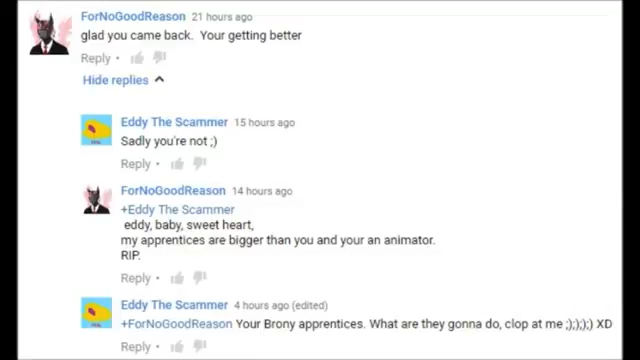 ForNoGoodReason 21 hours ago
glad you came back. Your getting better
Reply •
Hide replies
Eddy The Scammer 15 hours ago
Sadly you're not ;)
Reply •
ForNoGoodReason 14 hours ago
+Eddy The Scammer
eddy, baby, sweet heart,
my apprentices are bigger than you and your an animator.
RIP.
Reply •
Eddy The Scammer 4 hours ago (edited)
+ForNoGoodReason Your Brony apprentices. What are they gonna do, clop at me ;);););) XD
Reply •